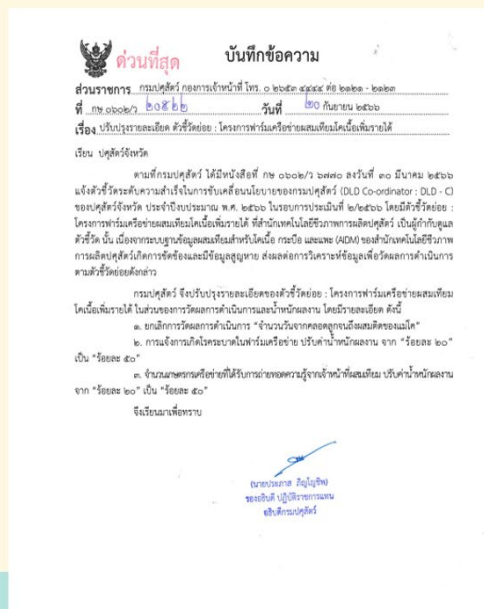 ด่วนที่สุด
บันทึกข้อความ
ส่วนราชการ กรมปศุสัตว์ กองการเจ้าหน้าที่ โทร. ๐ ๒๖๕๓ ๔๔๔๔ ต่อ ๒๑๒๑ - ๒๑๒๓
ที่ กษ ๐๖๐๒/ว วันที่ ๒๐ กันยายน ๒๕๖๖
เรื่อง ปรับปรุงรายละเอียด ตัวชี้วัดย่อย : โครงการฟาร์มเครือข่ายผสมเทียมโคเนื้อเพิ่มรายได้
เรียน ปศุสัตว์จังหวัด
ตามที่กรมปศุสัตว์ ได้มีหนังสือที่ กษ ๐๖๐๒/ว ๖๗๗๐ ลงวันที่ ๓๐ มีนาคม ๒๕๖๖
แจ้งตัวชี้วัดระดับความสำเร็จในการขับเคลื่อนนโยบายของกรมปศุสัตว์ (DLD Co-ordinator : DLD - C)
ของปศุสัตว์จังหวัด ประจำปีงบประมาณ พ.ศ. ๒๕๖๖ ในรอบการประเมินที่ ๒/๒๕๖๖ โดยมีตัวชี้วัดย่อย :
โครงการฟาร์มเครือข่ายผสมเทียมโคเนื้อเพิ่มรายได้ ที่สำนักเทคโนโลยีชีวภาพการผลิตปศุสัตว์ เป็นผู้กำกับดูแล
ตัวชี้วัด นั้น เนื่องจากระบบฐานข้อมูลผสมเทียมสำหรับโคเนื้อ กระบือ และแพะ (AIDM) ของสำนักเทคโนโลยีชีวภาพ
การผลิตปศุสัตว์เกิดการขัดข้องและมีข้อมูลสูญหาย ส่งผลต่อการวิเคราะห์ข้อมูลเพื่อวัดผลการดำเนินการ
ตามตัวชี้วัดย่อยดังกล่าว
กรมปศุสัตว์ จึงปรับปรุงรายละเอียดของตัวชี้วัดย่อย : โครงการฟาร์มเครือข่ายผสมเทียม
โคเนื้อเพิ่มรายได้ ในส่วนของการวัดผลการดำเนินการและน้ำหนักผลงาน โดยมีรายละเอียด ดังนี้
๑. ยกเลิกการวัดผลการดำเนินการ "จำนวนวันจากคลอดลูกจนถึงผสมติดของแม่โค"
๒. การแจ้งการเกิดโรคระบาดในฟาร์มเครือข่าย ปรับค่าน้ำหนักผลงาน จาก "ร้อยละ ๒๐"
เป็น "ร้อยละ ๕๐"
๓. จำนวนเกษตรกรเครือข่ายที่ได้รับการถ่ายทอดความรู้จากเจ้าหน้าที่ผสมเทียม ปรับค่าน้ำหนักผลงาน
จาก "ร้อยละ ๒๐" เป็น "ร้อยละ ๕๐"
จึงเรียนมาเพื่อทราบ
(นายประภาส ภิญโญชีพ)
รองอธิบดี ปฏิบัติราชการแทน
อธิบดีกรมปศุสัตว์